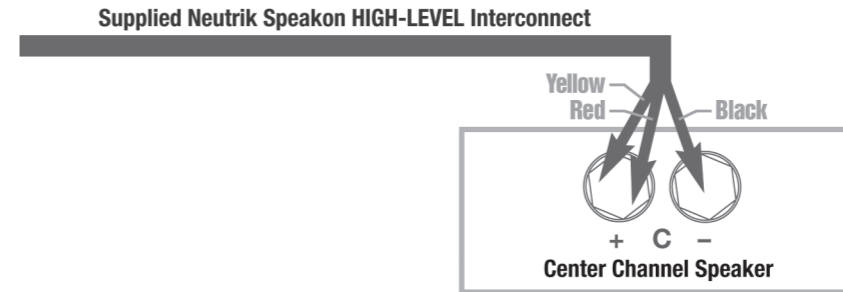 Supplied Neutrik Speakon HIGH-LEVEL Interconnect
Yellow
Red
Black
+ C –
Center Channel Speaker